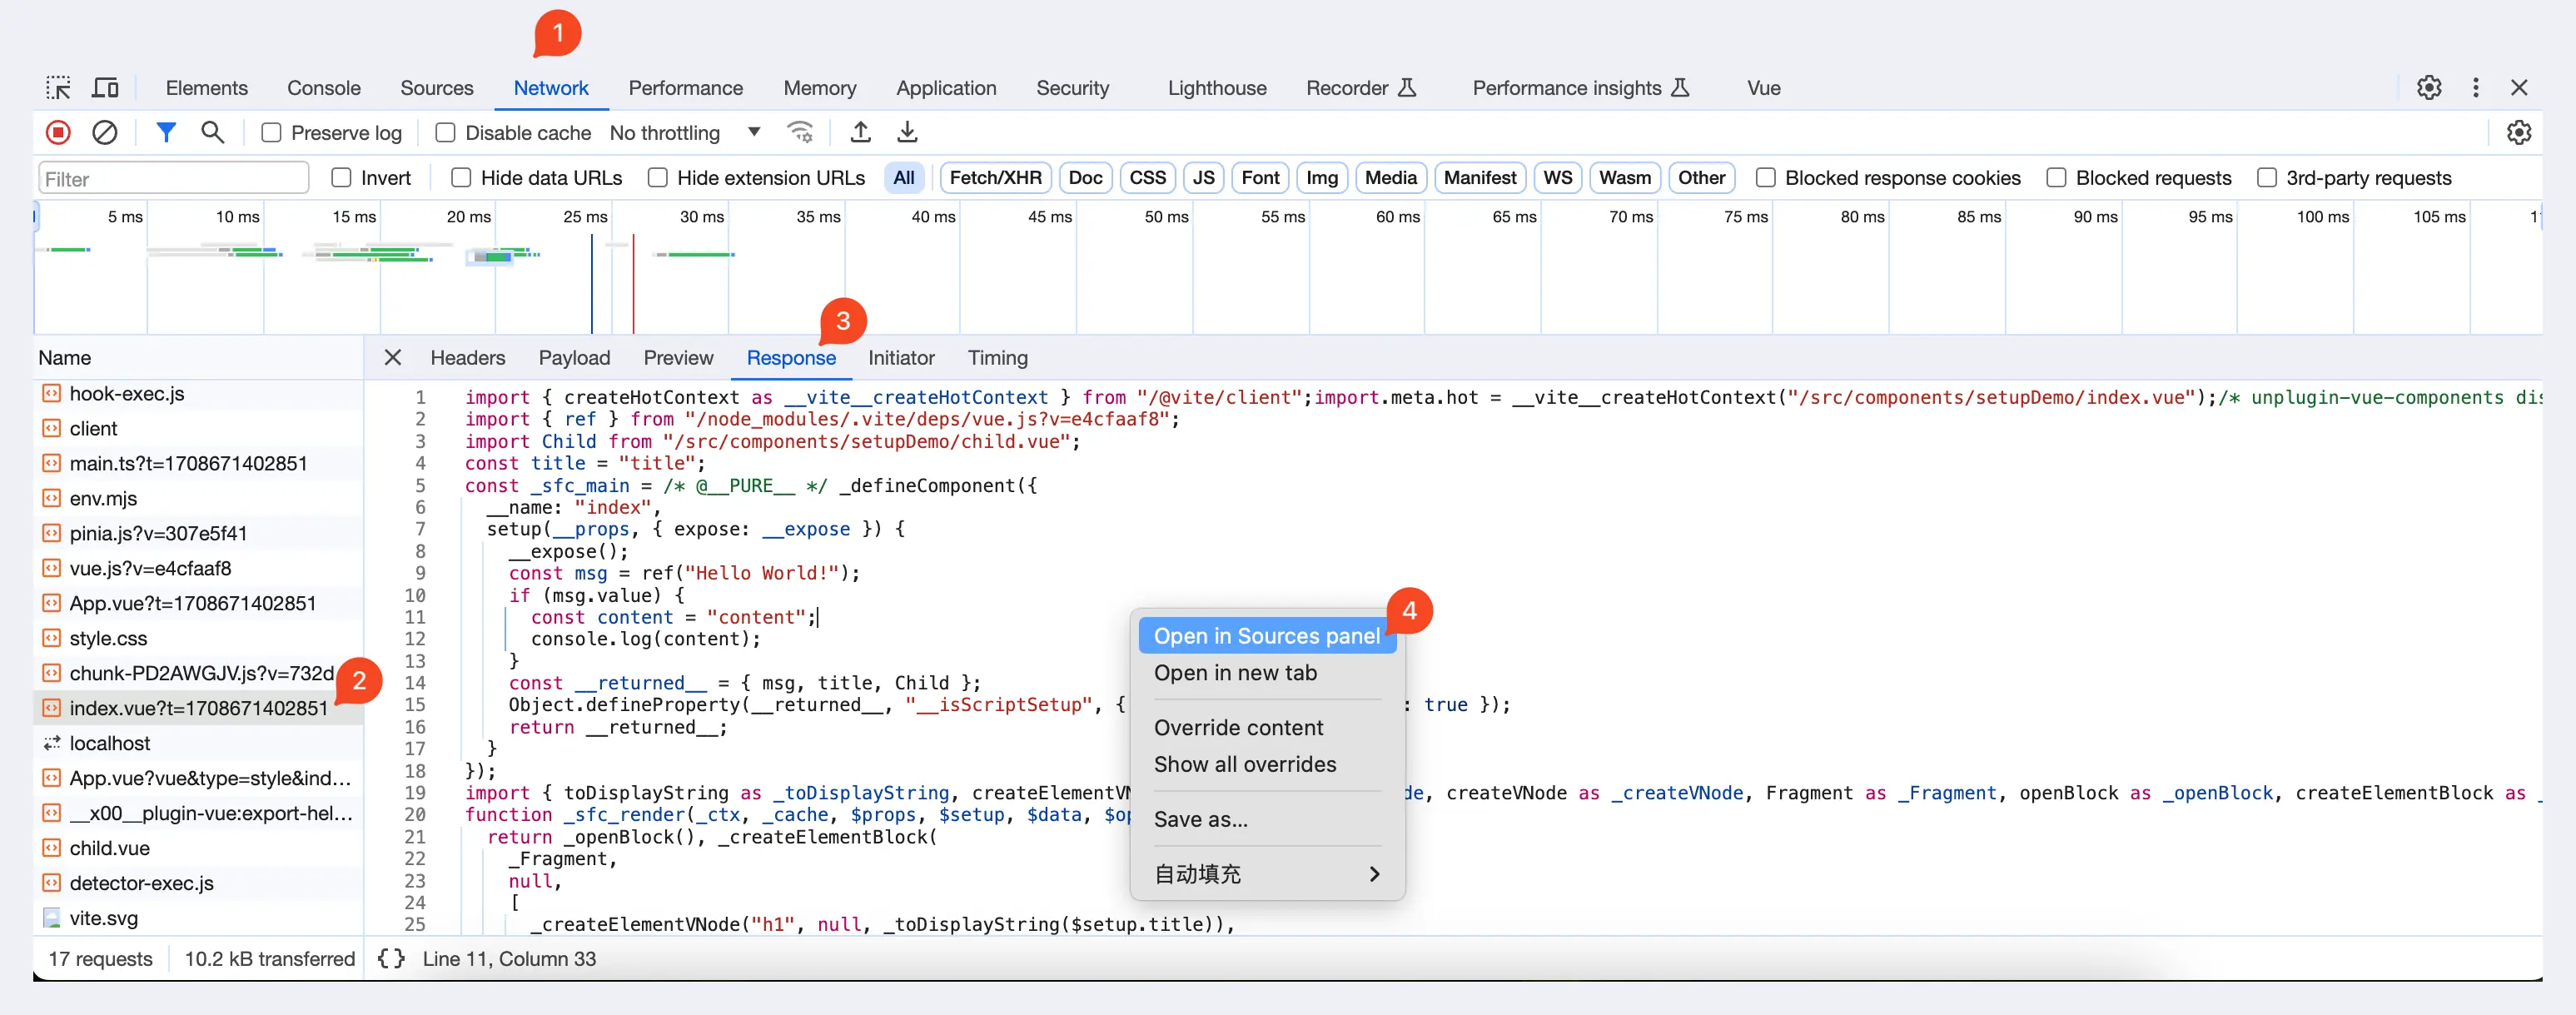 1
Elements Console Sources Network Performance Memory Application Security Lighthouse Recorder Performance insights Vue
Preserve log Disable cache No throttling
Filter Invert Hide data URLs Hide extension URLs All Fetch/XHR Doc CSS JS Font Img Media Manifest WS Wasm Other Blocked response cookies Blocked requests 3rd-party requests
5 ms 10 ms 15 ms 20 ms 25 ms 30 ms 35 ms 40 ms 45 ms 50 ms 55 ms 60 ms 65 ms 70 ms 75 ms 80 ms 85 ms 90 ms 95 ms 100 ms 105 ms
3
Name
Headers Payload Preview Response Initiator Timing
hook-exec.js
client
main.ts?t=1708671402851
env.mjs
pinia.js?v=307e5f41
vue.js?v=e4cfaaf8
App.vue?t=1708671402851
style.css
chunk-PD2AWGJV.js?v=732d
2
index.vue?t=1708671402851
localhost
App.vue?vue&type=style&ind...
__x00__plugin-vue:export-hel...
child.vue
detector-exec.js
vite.svg
1 import { createHotContext as __vite__createHotContext } from "/@vite/client";import.meta.hot = __vite__createHotContext("/src/components/setupDemo/index.vue");/* unplugin-vue-components dis
2 import { ref } from "/node_modules/.vite/deps/vue.js?v=e4cfaaf8";
3 import Child from "/src/components/setupDemo/child.vue";
4 const title = "title";
5 const _sfc_main = /* @__PURE__ */ _defineComponent({
6 __name: "index",
7 setup(__props, { expose: __expose }) {
8 __expose();
9 const msg = ref("Hello World!");
10 if (msg.value) {
11 const content = "content";
12 console.log(content);
13 }
14 const __returned__ = { msg, title, Child };
15 Object.defineProperty(__returned__, "__isScriptSetup", { : true });
16 return __returned__;
17 }
18 });
19 import { toDisplayString as _toDisplayString, createElementVN de, createVNode as _createVNode, Fragment as _Fragment, openBlock as _openBlock, createElementBlock as _
20 function _sfc_render(_ctx, _cache, $props, $setup, $data, $op
21 return _openBlock(), _createElementBlock(
22 _Fragment,
23 null,
24 [
25 _createElementVNode("h1", null, _toDisplayString($setup.title)),
4
Open in Sources panel
Open in new tab
Override content
Show all overrides
Save as...
自动填充
17 requests 10.2 kB transferred {} Line 11, Column 33